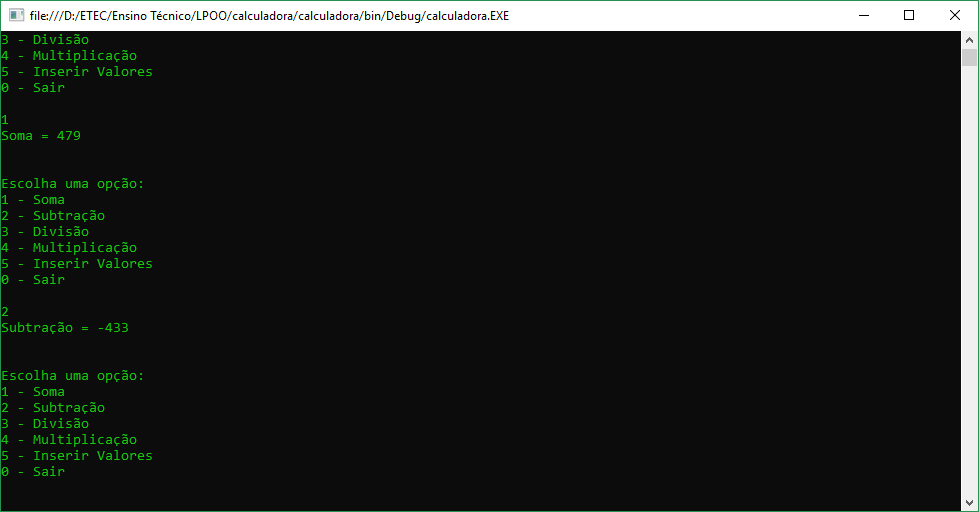 file:///D:/ETEC/Ensino Técnico/LPOO/calculadora/calculadora/bin/Debug/calculadora.EXE
3 - Divisão
4 - Multiplicação
5 - Inserir Valores
0 - Sair
1
Soma = 479
Escolha uma opção:
1 - Soma
2 - Subtração
3 - Divisão
4 - Multiplicação
5 - Inserir Valores
0 - Sair
2
Subtração = -433
Escolha uma opção:
1 - Soma
2 - Subtração
3 - Divisão
4 - Multiplicação
5 - Inserir Valores
0 - Sair